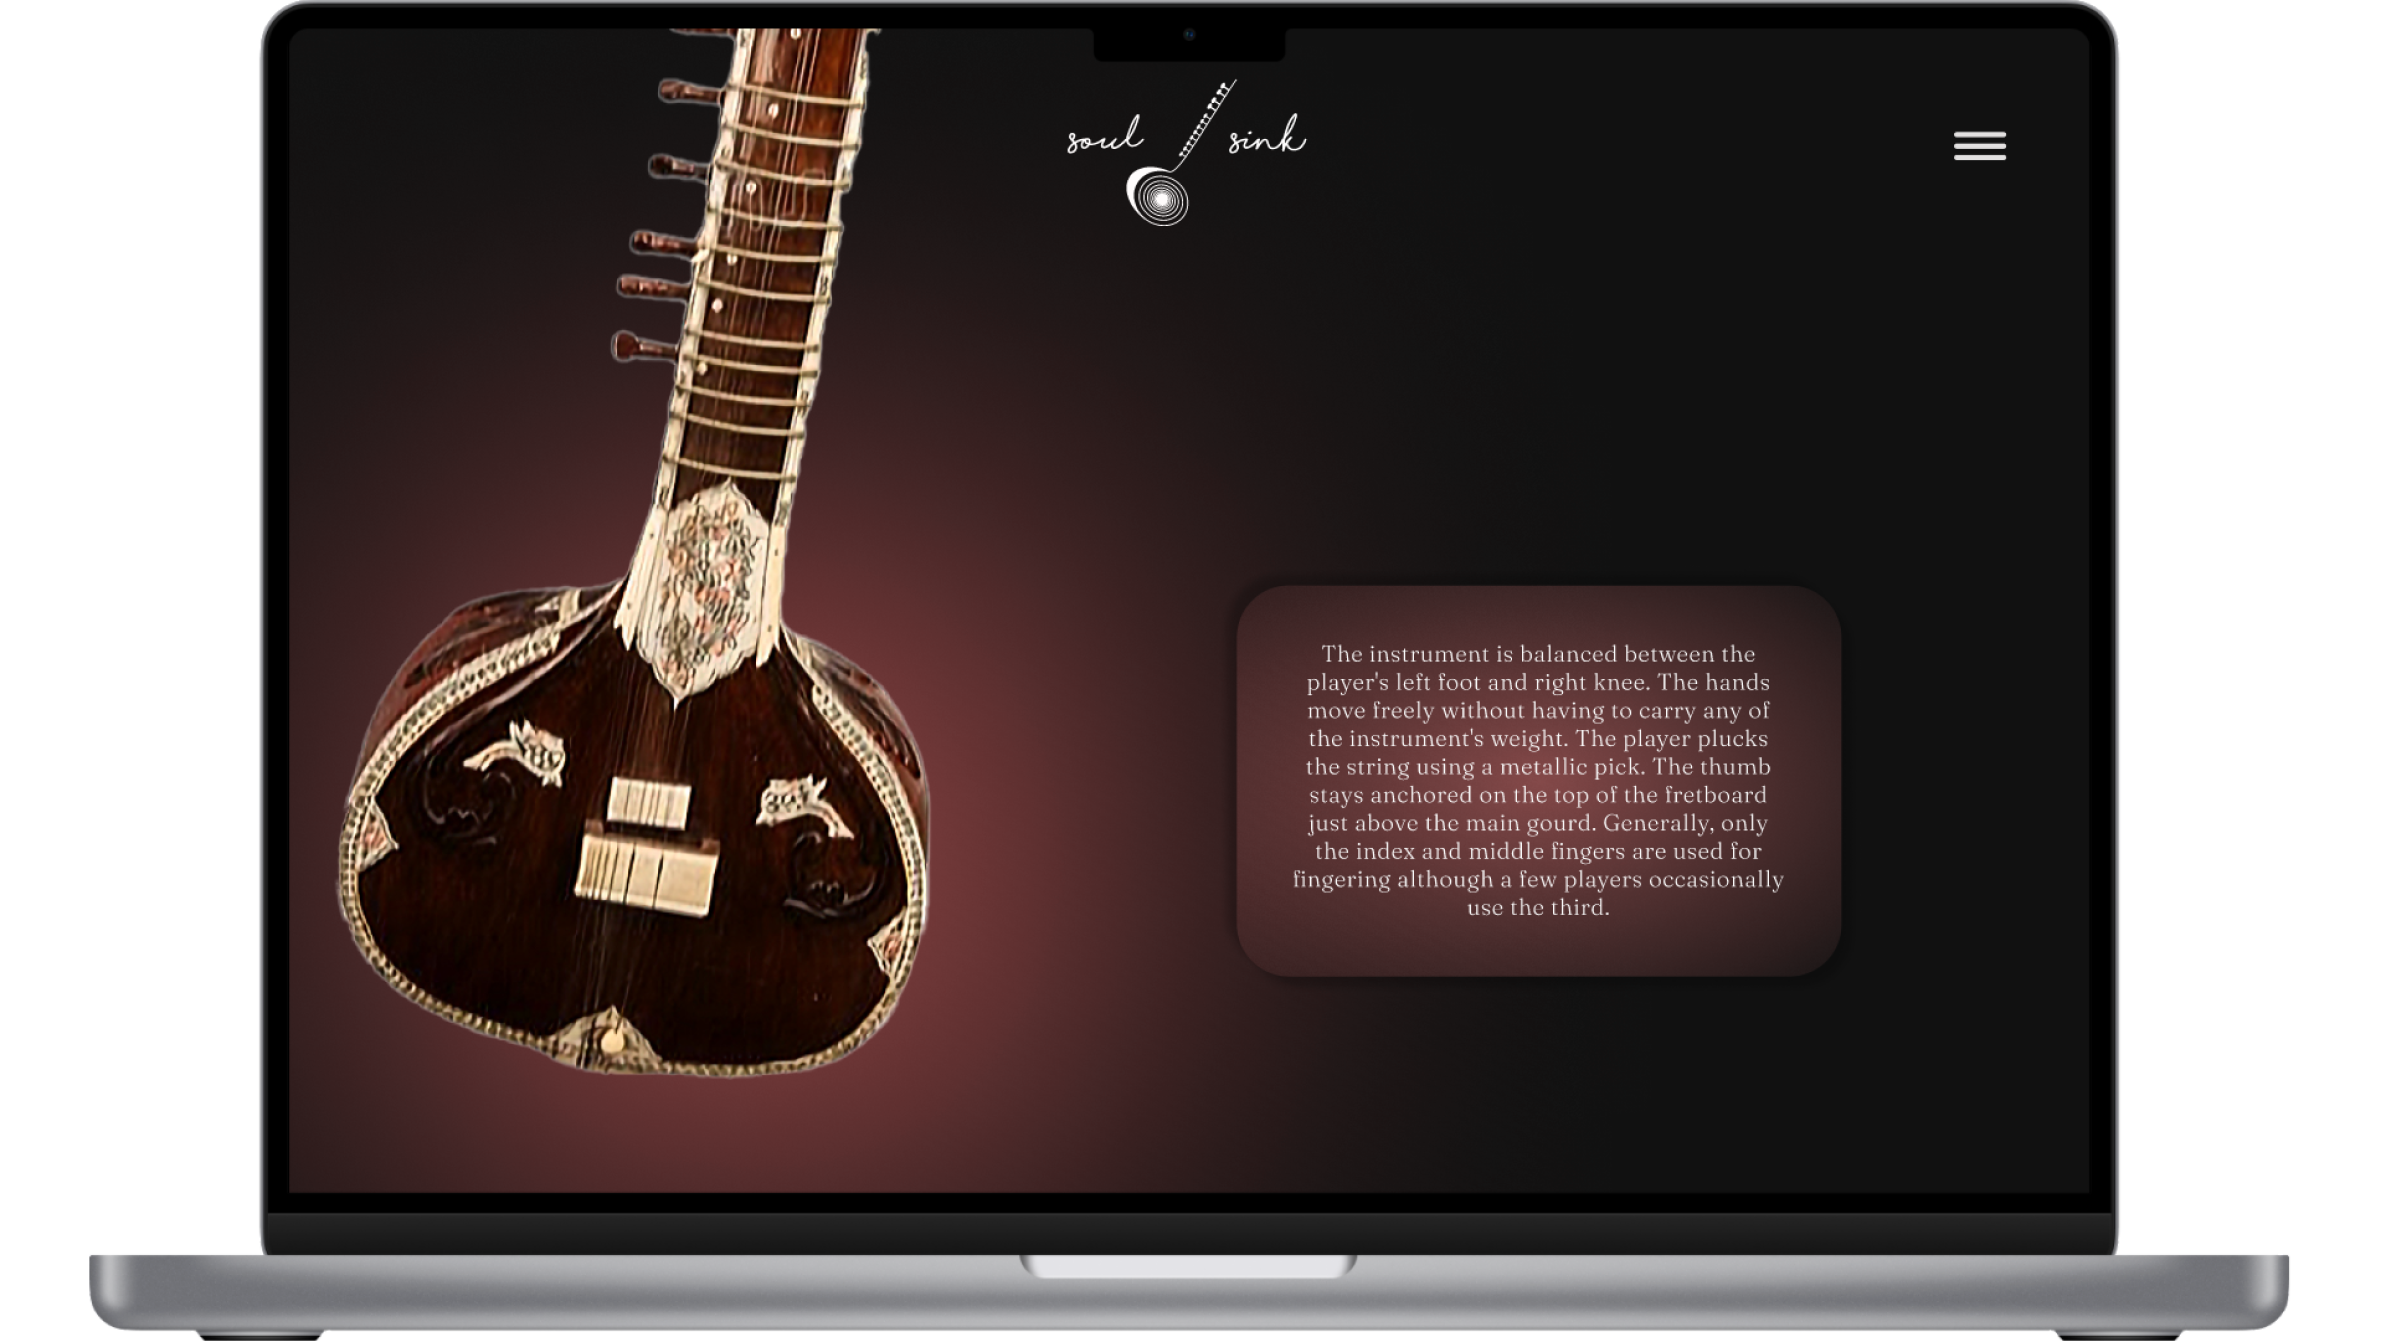 soul sink
The instrument is balanced between the
player's left foot and right knee. The hands
move freely without having to carry any of
the instrument's weight. The player plucks
the string using a metallic pick. The thumb
stays anchored on the top of the fretboard
just above the main gourd. Generally, only
the index and middle fingers are used for
fingering although a few players occasionally
use the third.